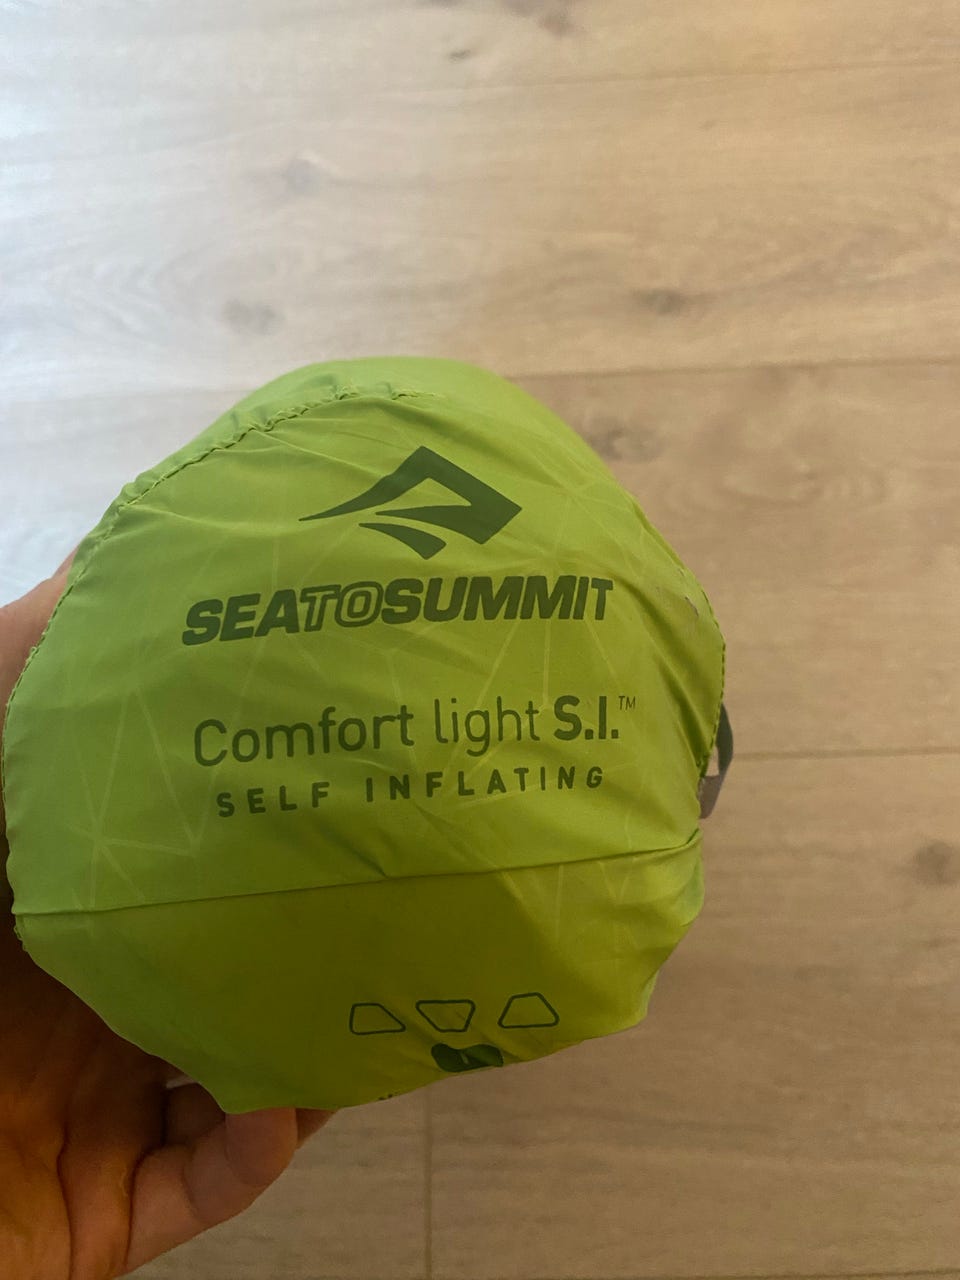 SEATOSUMMIT
Comfort light S.I.™
SELF INFLATING